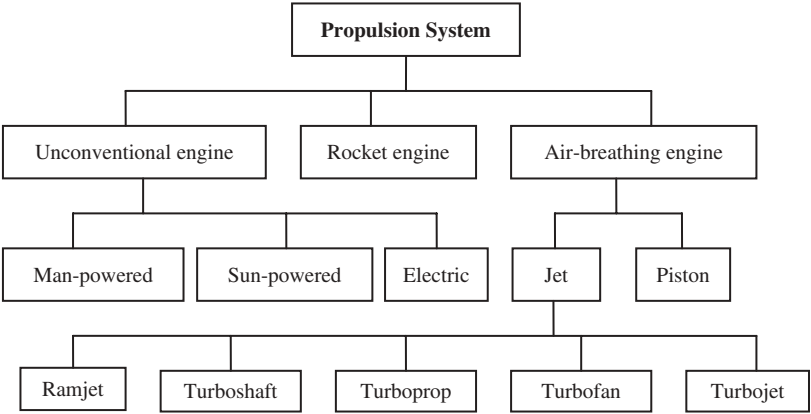 Propulsion System
Unconventional engine
Rocket engine
Air-breathing engine
Man-powered
Sun-powered
Electric
Jet
Piston
Ramjet
Turboshaft
Turboprop
Turbofan
Turbojet